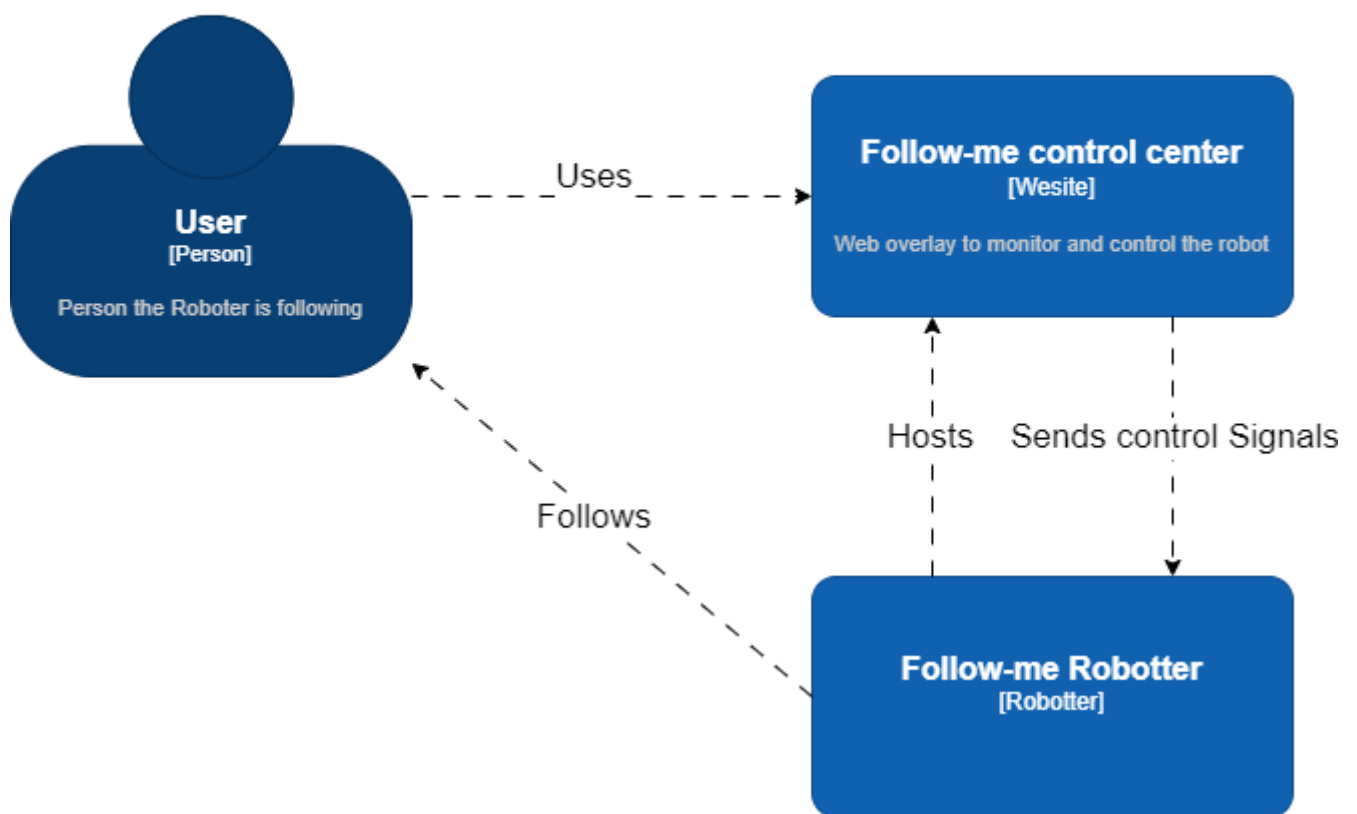 User
[Person]
Person the Roboter is following
Uses
Follow-me control center
[Wesite]
Web overlay to monitor and control the robot
Hosts
Sends control Signals
Follows
Follow-me Robotter
[Robotter]